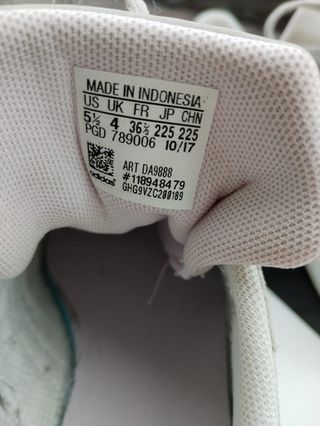 MADE IN INDONESIA
US UK FR JP CHN
5½ 4 36⅔ 225 225
PGD 789006 10/17
ART DA9888
#118948479
adidas GHG9VZC200189